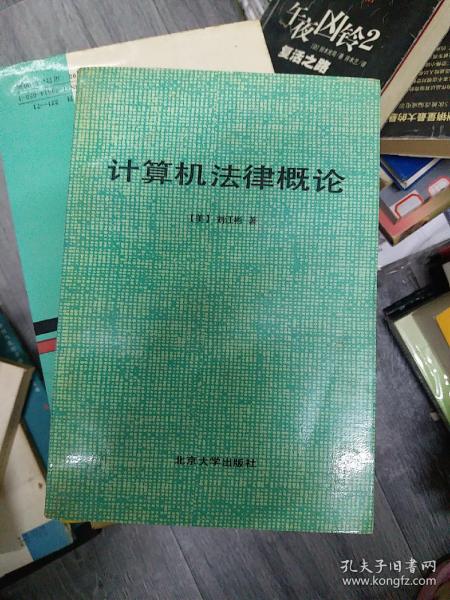 午夜凶铃2
复活之路
计算机法律概论
【美】刘江彬 著
北京大学出版社
孔夫子旧书网
www.kongfz.com